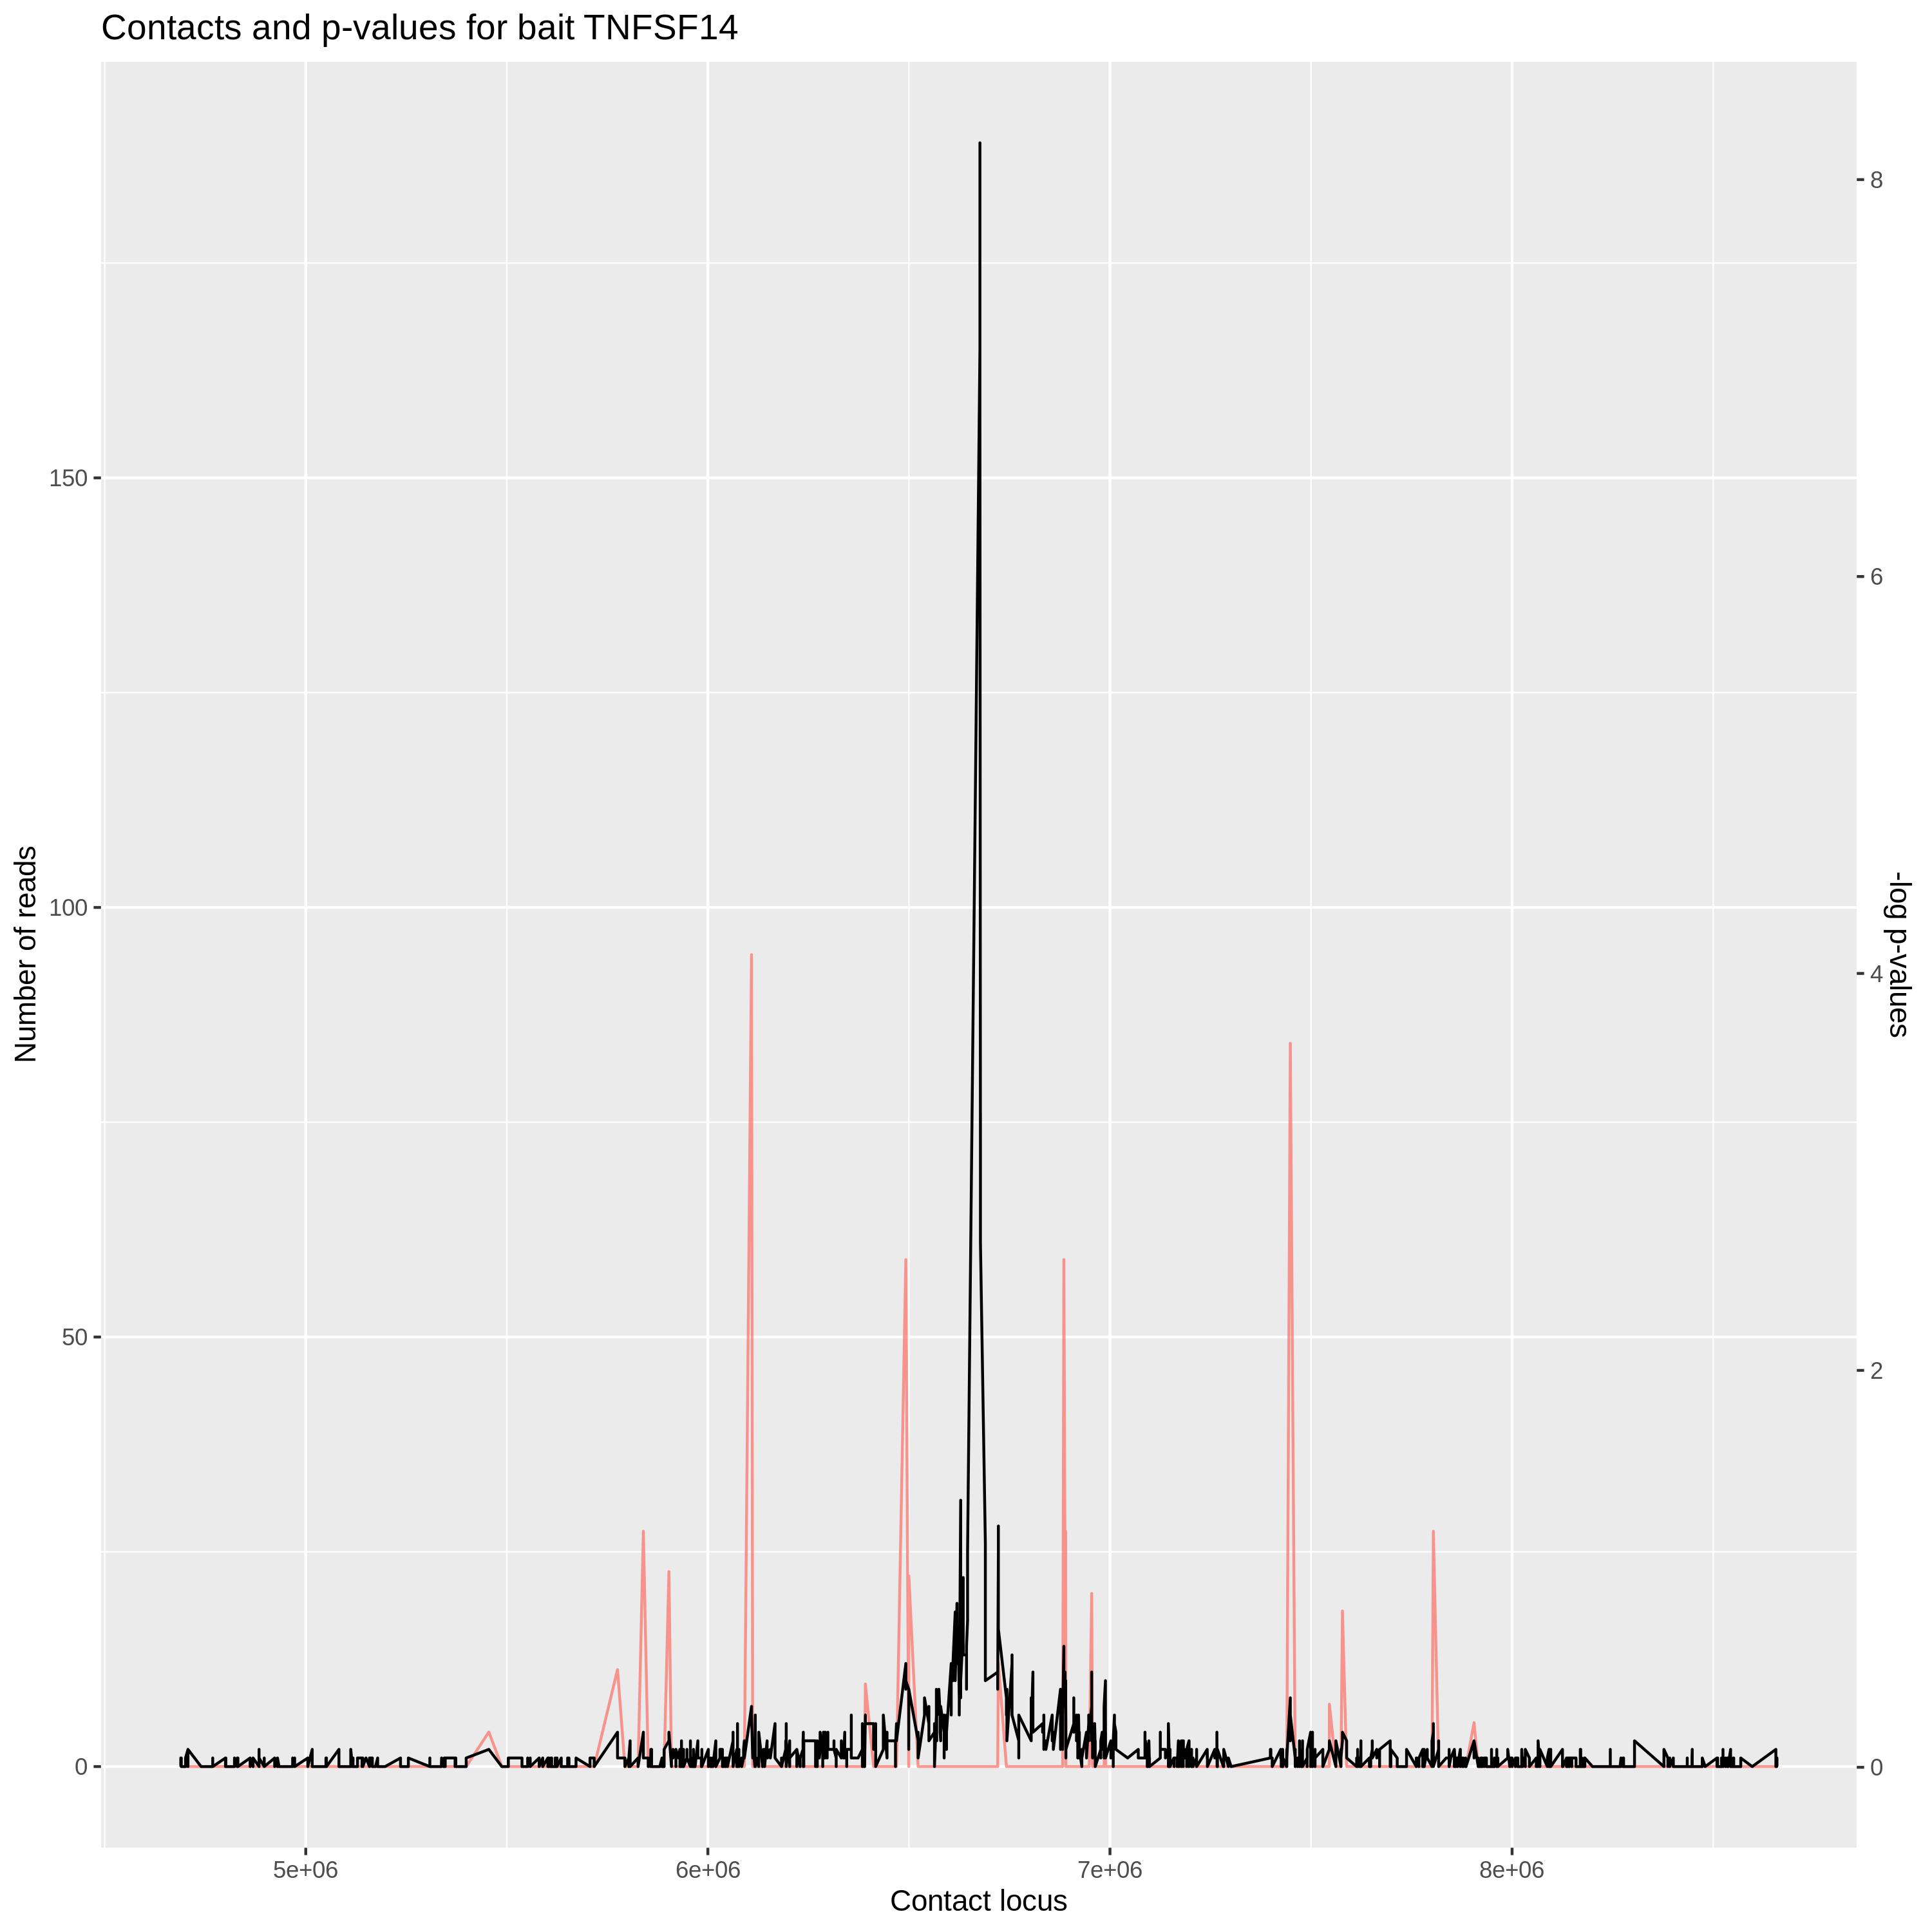 Contacts and p-values for bait TNFSF14
Number of reads
150
100
50
0
8
6
4
2
0
-log p-values
5e+06
6e+06
7e+06
8e+06
Contact locus